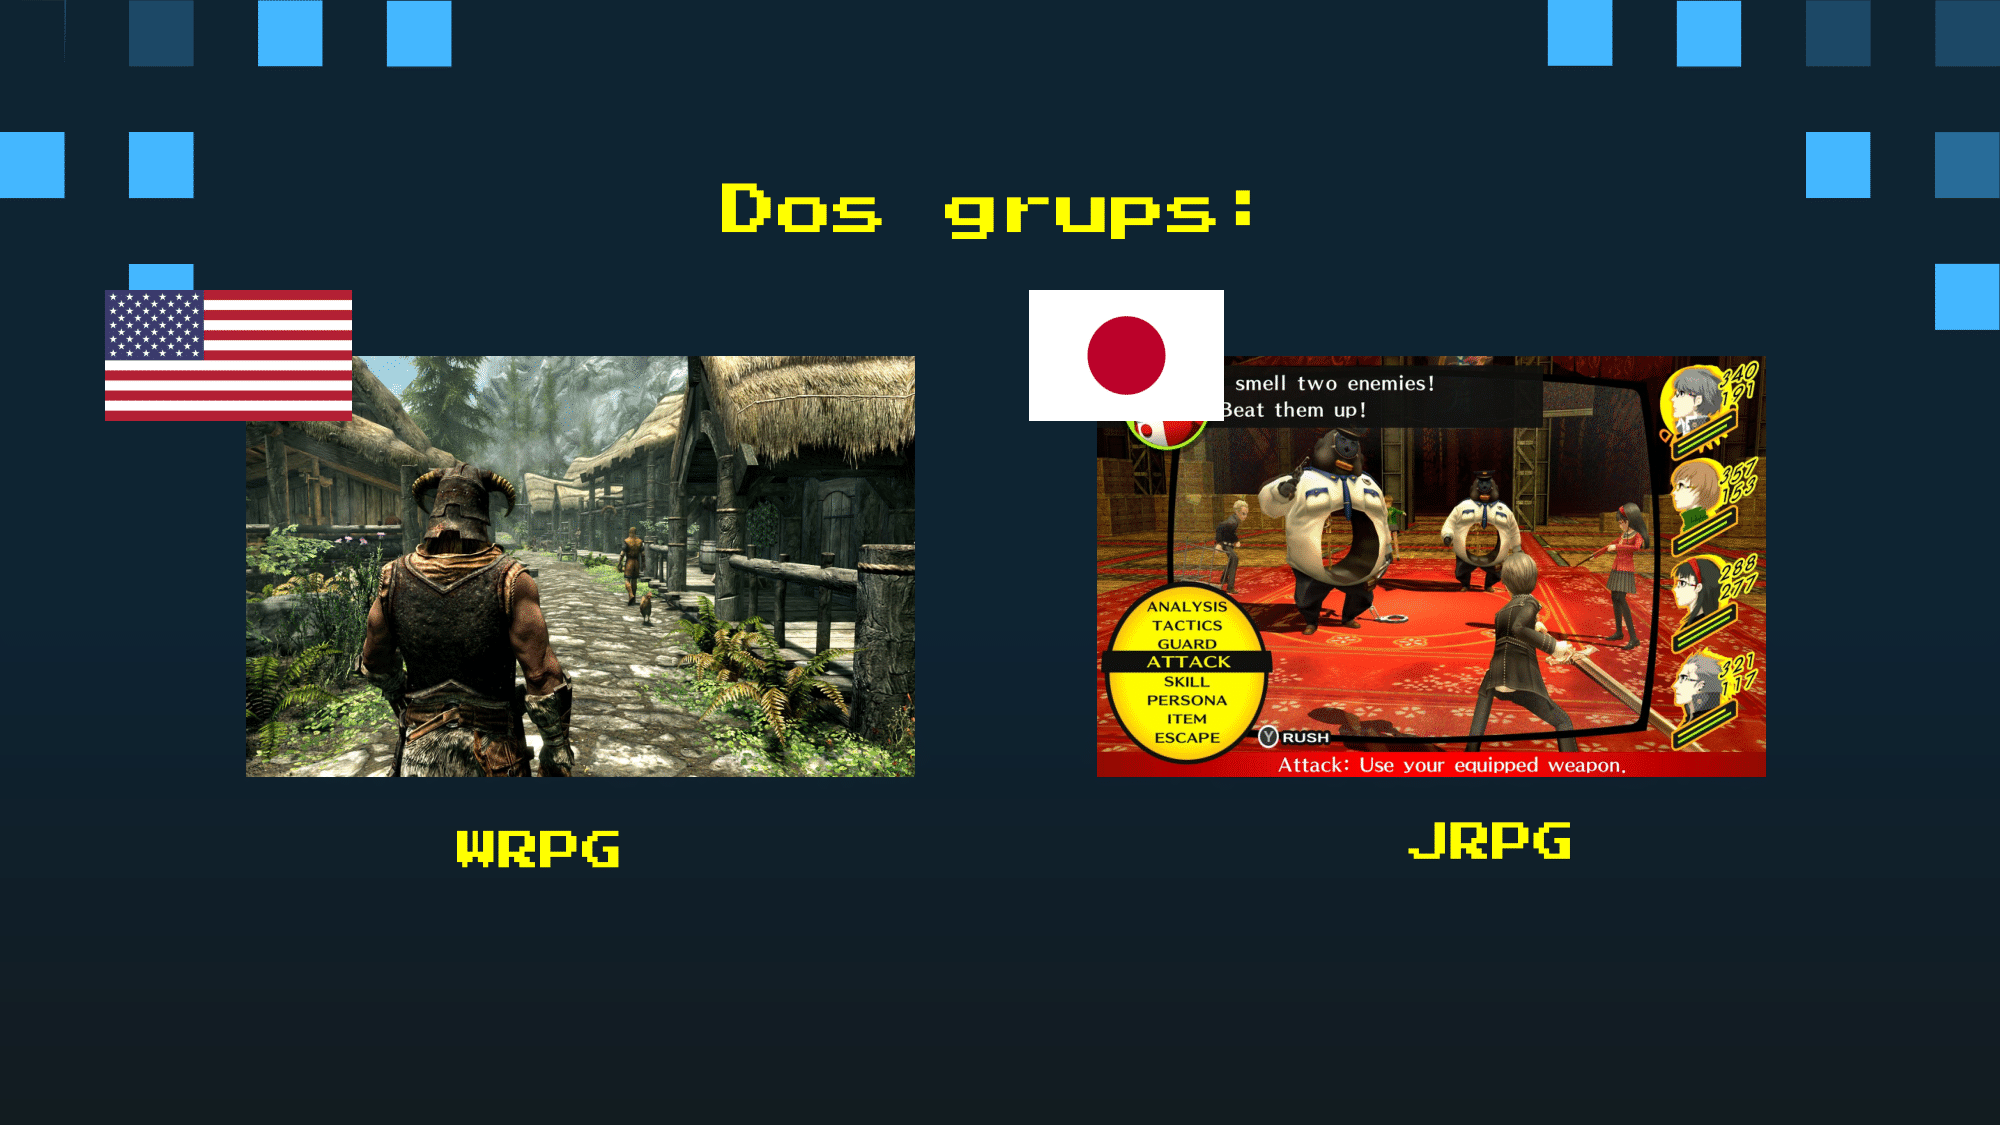 Dos grups:
smell two enemies!
Beat them up!
340
191
357
153
288
277
321
117
ANALYSIS
TACTICS
GUARD
ATTACK
SKILL
PERSONA
ITEM
ESCAPE
Y RUSH
Attack: Use your equipped weapon.
WRPG
JRPG